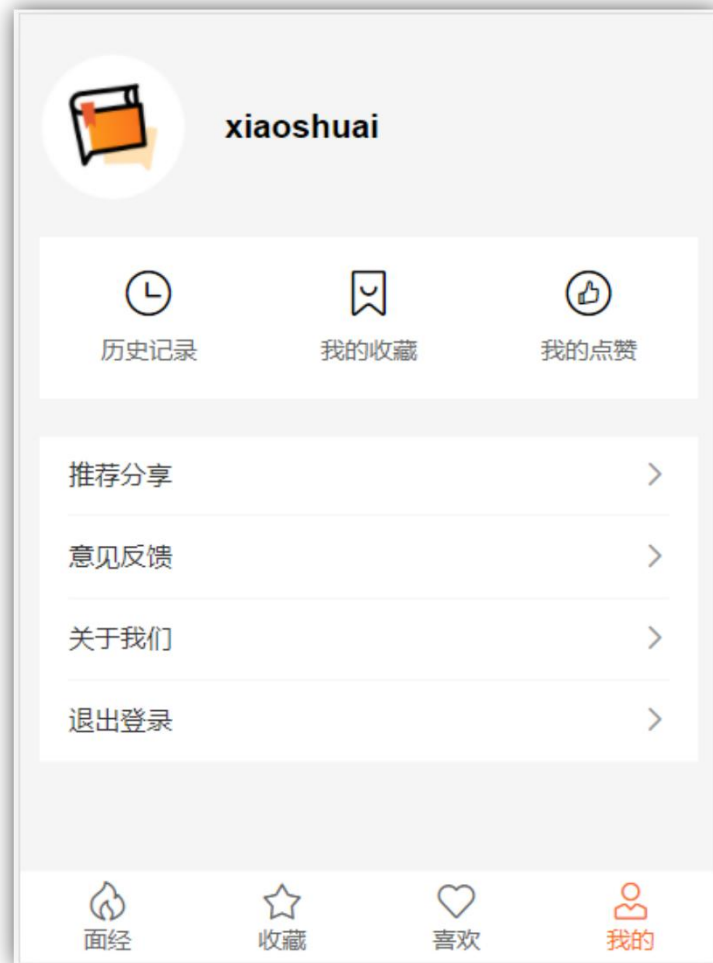 xiaoshuai
历史记录 我的收藏 我的点赞
推荐分享
意见反馈
关于我们
退出登录
面经 收藏 喜欢 我的